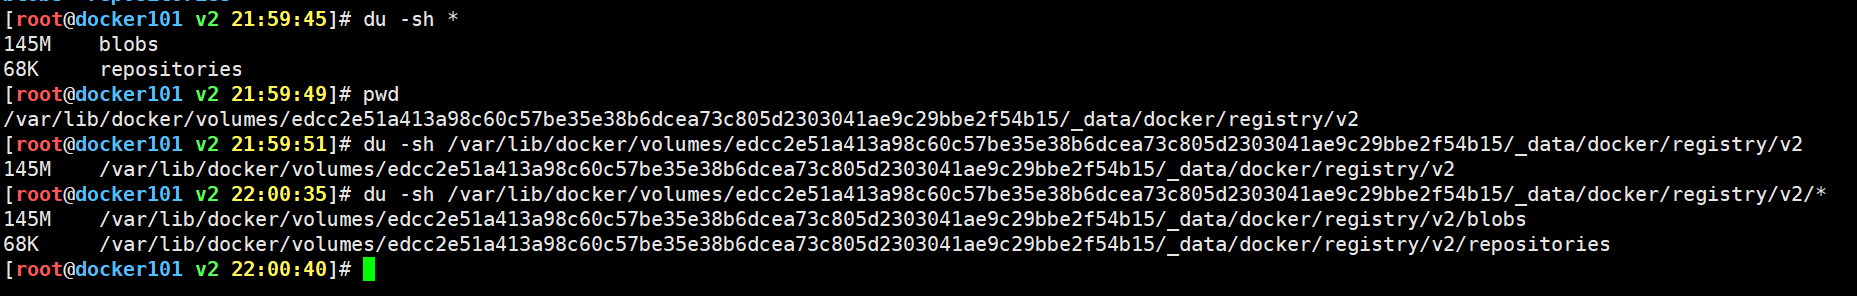 [root@docker101 v2 21:59:45]# du -sh *
145M    blobs
68K     repositories
[root@docker101 v2 21:59:49]# pwd
/var/lib/docker/volumes/edcc2e51a413a98c60c57be35e38b6dcea73c805d2303041ae9c29bbe2f54b15/_data/docker/registry/v2
[root@docker101 v2 21:59:51]# du -sh /var/lib/docker/volumes/edcc2e51a413a98c60c57be35e38b6dcea73c805d2303041ae9c29bbe2f54b15/_data/docker/registry/v2
145M    /var/lib/docker/volumes/edcc2e51a413a98c60c57be35e38b6dcea73c805d2303041ae9c29bbe2f54b15/_data/docker/registry/v2
[root@docker101 v2 22:00:35]# du -sh /var/lib/docker/volumes/edcc2e51a413a98c60c57be35e38b6dcea73c805d2303041ae9c29bbe2f54b15/_data/docker/registry/v2/*
145M    /var/lib/docker/volumes/edcc2e51a413a98c60c57be35e38b6dcea73c805d2303041ae9c29bbe2f54b15/_data/docker/registry/v2/blobs
68K     /var/lib/docker/volumes/edcc2e51a413a98c60c57be35e38b6dcea73c805d2303041ae9c29bbe2f54b15/_data/docker/registry/v2/repositories
[root@docker101 v2 22:00:40]#